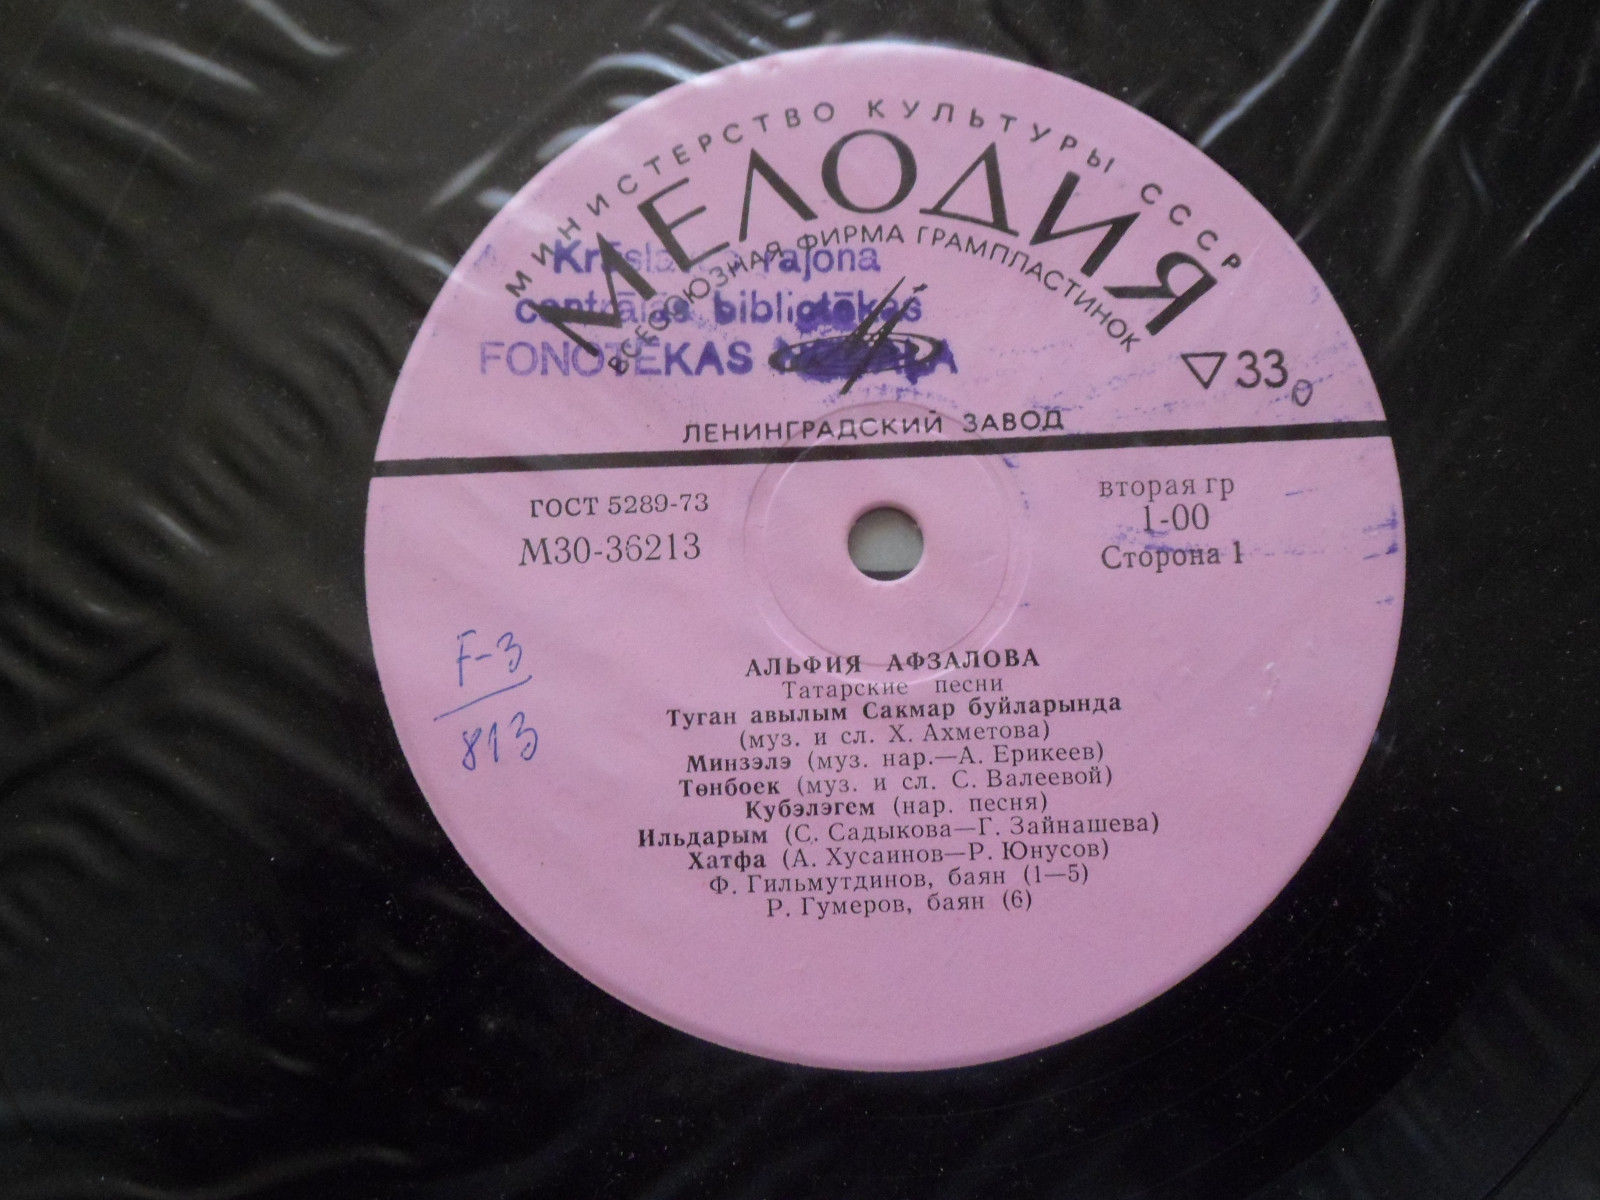 МИНИСТЕРСТВО КУЛЬТУРЫ СССР
МЕЛОДИЯ
ВСЕСОЮЗНАЯ ФИРМА ГРАМПЛАСТИНОК
rajona
centrālās bibliotēkas
FONOTĒKAS
33
ЛЕНИНГРАДСКИЙ ЗАВОД
ГОСТ 5289-73
М30-36213
вторая гр
1-00
Сторона 1
F-3
813
АЛЬФИЯ АФЗАЛОВА
Татарские песни
Туган авылым Сакмар буйларында
(муз. и сл. Х. Ахметова)
Минзэлэ (муз. нар.—А. Ерикеев)
Төнбоек (муз. и сл. С. Валеевой)
Кубэлэгем (нар. песня)
Ильдарым (С. Садыкова—Г. Зайнашева)
Хатфа (А. Хусаинов—Р. Юнусов)
Ф. Гильмутдинов, баян (1—5)
Р. Гумеров, баян (6)